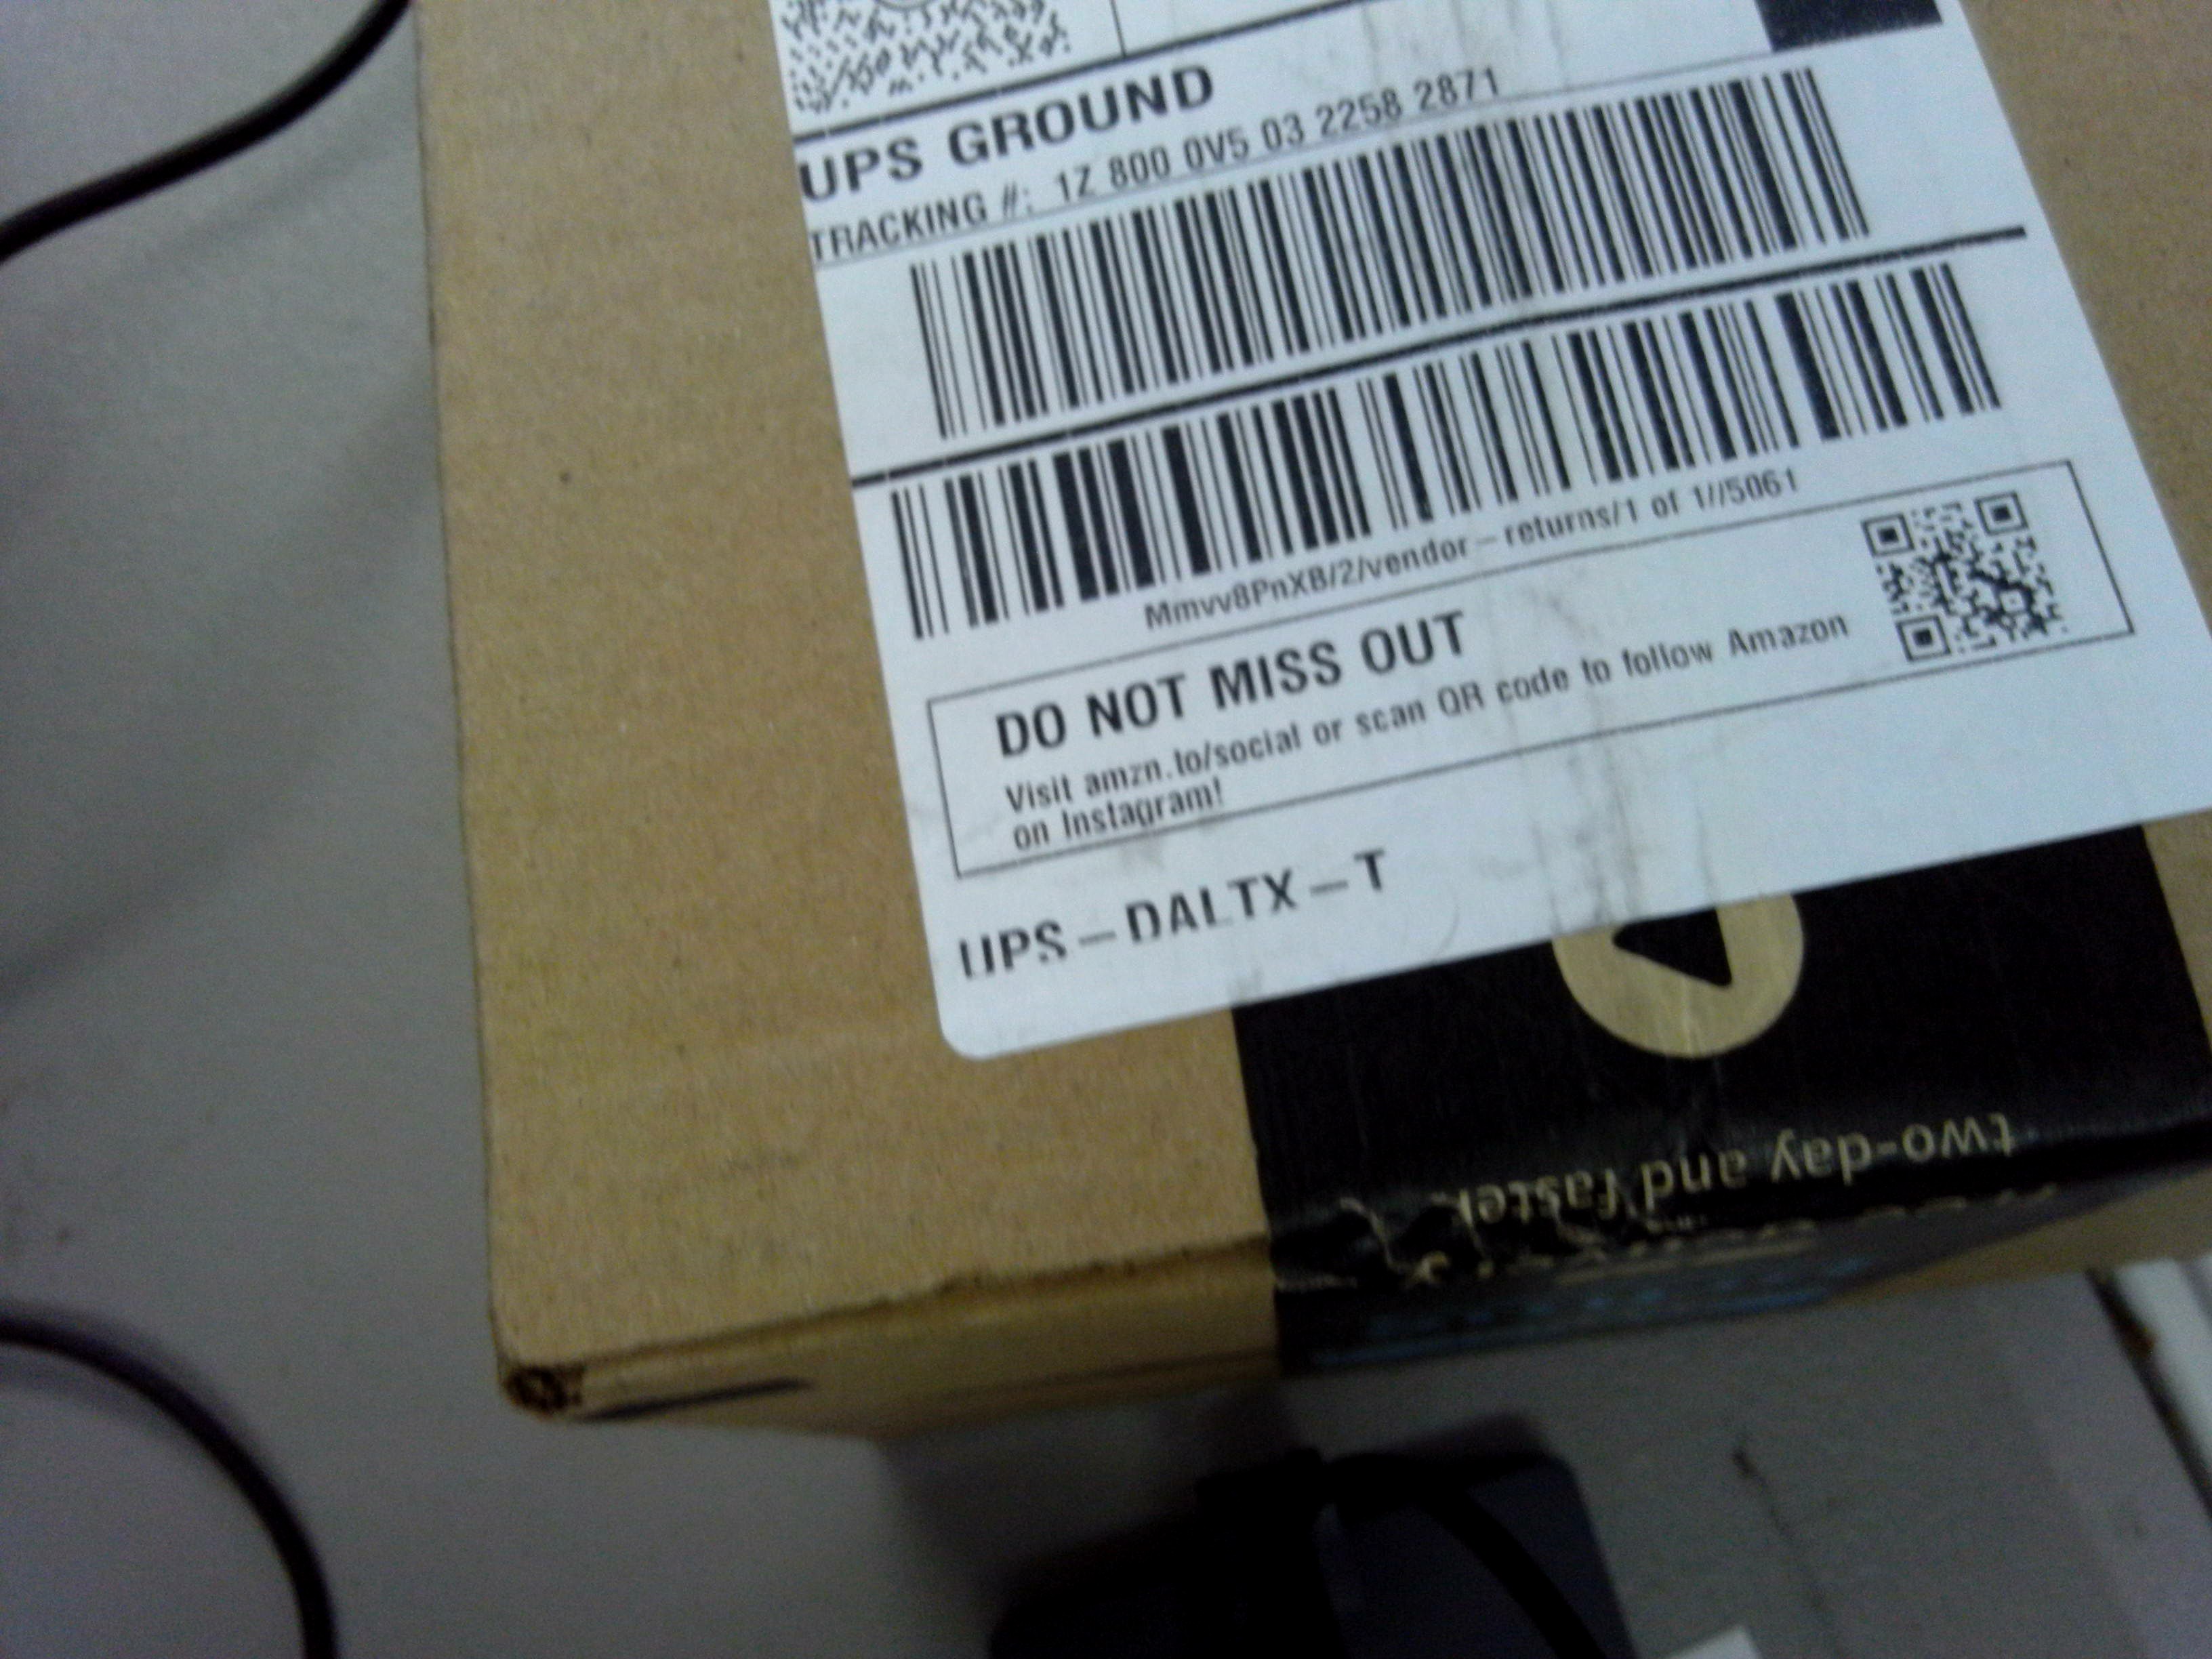 UPS GROUND
TRACKING #: 1Z 800 0V5 03 2258 2871
Mmvv8PnXB/2/vendor-returns/1 of 1//5061
DO NOT MISS OUT
Visit amzn.to/social or scan QR code to follow Amazon
on Instagram!
UPS-DALTX-T
two-day and faster